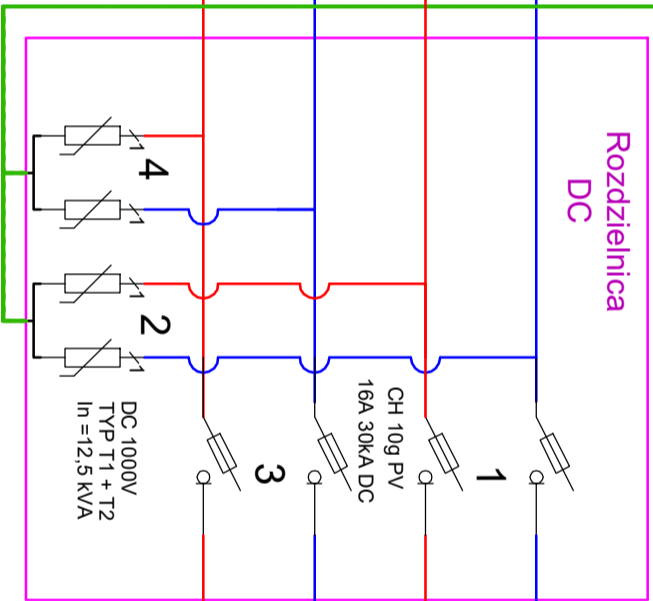 Rozdzielnica
DC
4
2
DC 1000V
TYP T1 + T2
In =12,5 kVA
3
CH 10g PV
16A 30kA DC
1